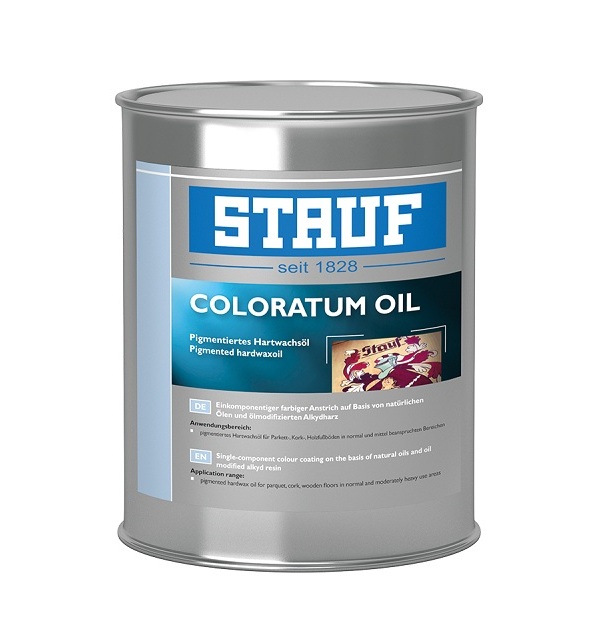 STAUF
seit 1828
COLORATUM OIL
Pigmentiertes Hartwachsöl
Pigmented hardwaxoil
Stauf
DE
Einkomponentiger farbiger Anstrich auf Basis von natürlichen
Ölen und ölmodifizierten Alkydharz
Anwendungsbereich:
pigmentiertes Hartwachsöl für Parkett-, Kork-, Holzfußböden in normal und mittel beanspruchten Bereichen
EN
Single-component colour coating on the basis of natural oils and oil
modified alkyd resin
Application range:
pigmented hardwax oil for parquet, cork, wooden floors in normal and moderately heavy use areas